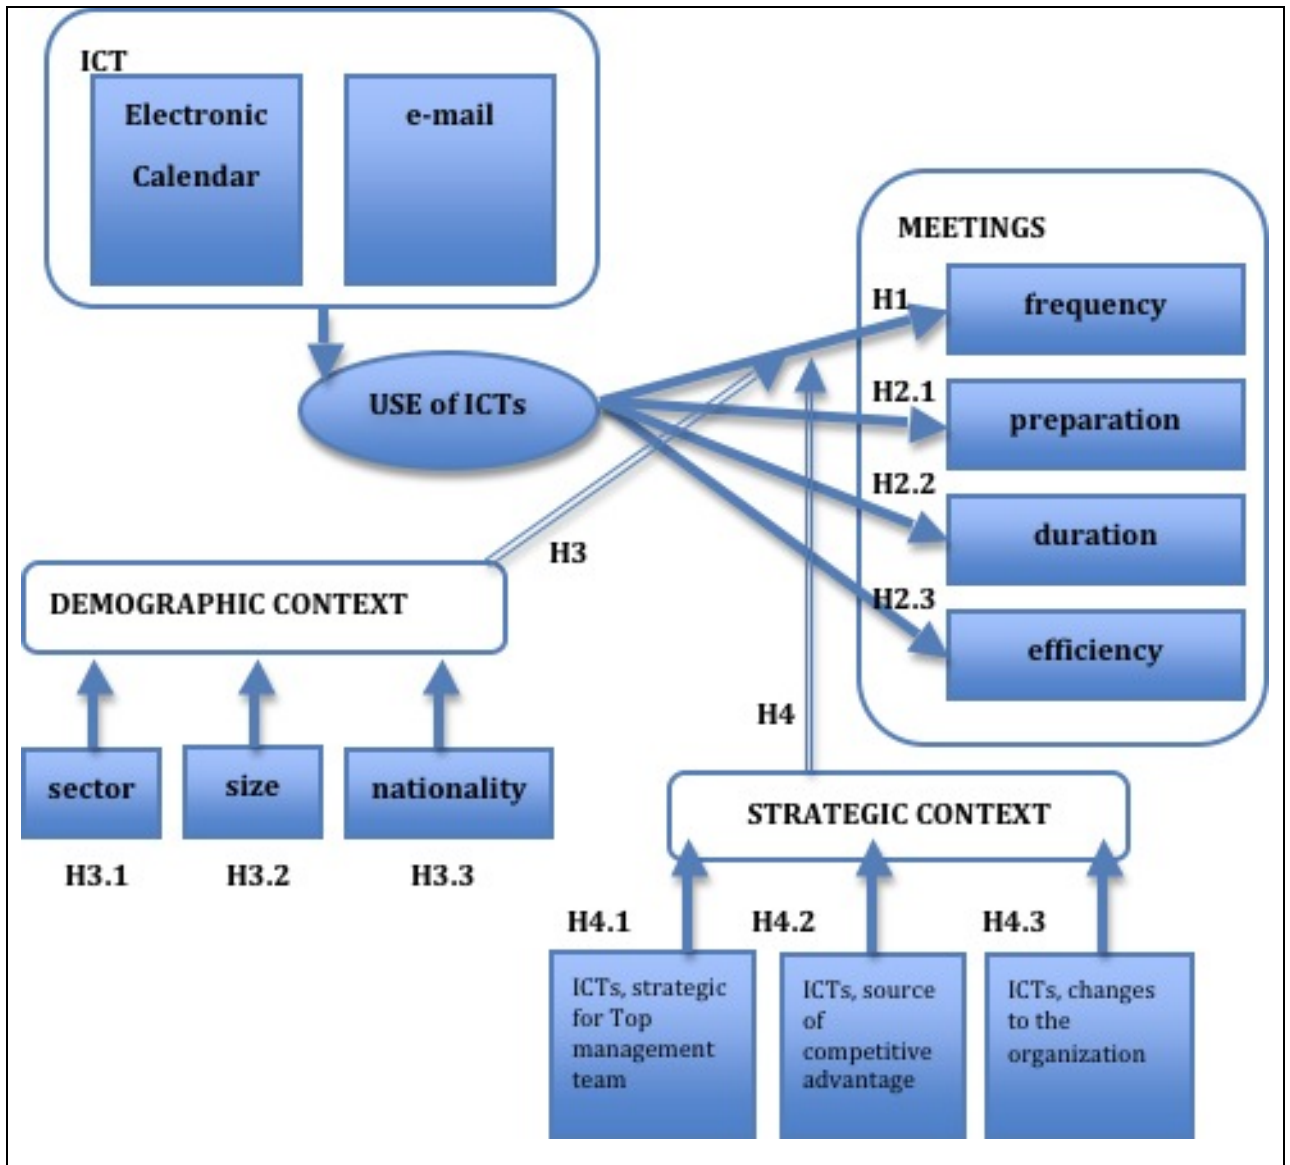 ICT
Electronic
Calendar
e-mail
MEETINGS
H1
frequency
USE of ICTs
H2.1
preparation
H2.2
duration
H3
H2.3
efficiency
DEMOGRAPHIC CONTEXT
H4
sector
size
nationality
H3.1
H3.2
H3.3
STRATEGIC CONTEXT
H4.1
H4.2
H4.3
ICTs, strategic
for Top
management
team
ICTs, source
of
competitive
advantage
ICTs, changes
to the
organization